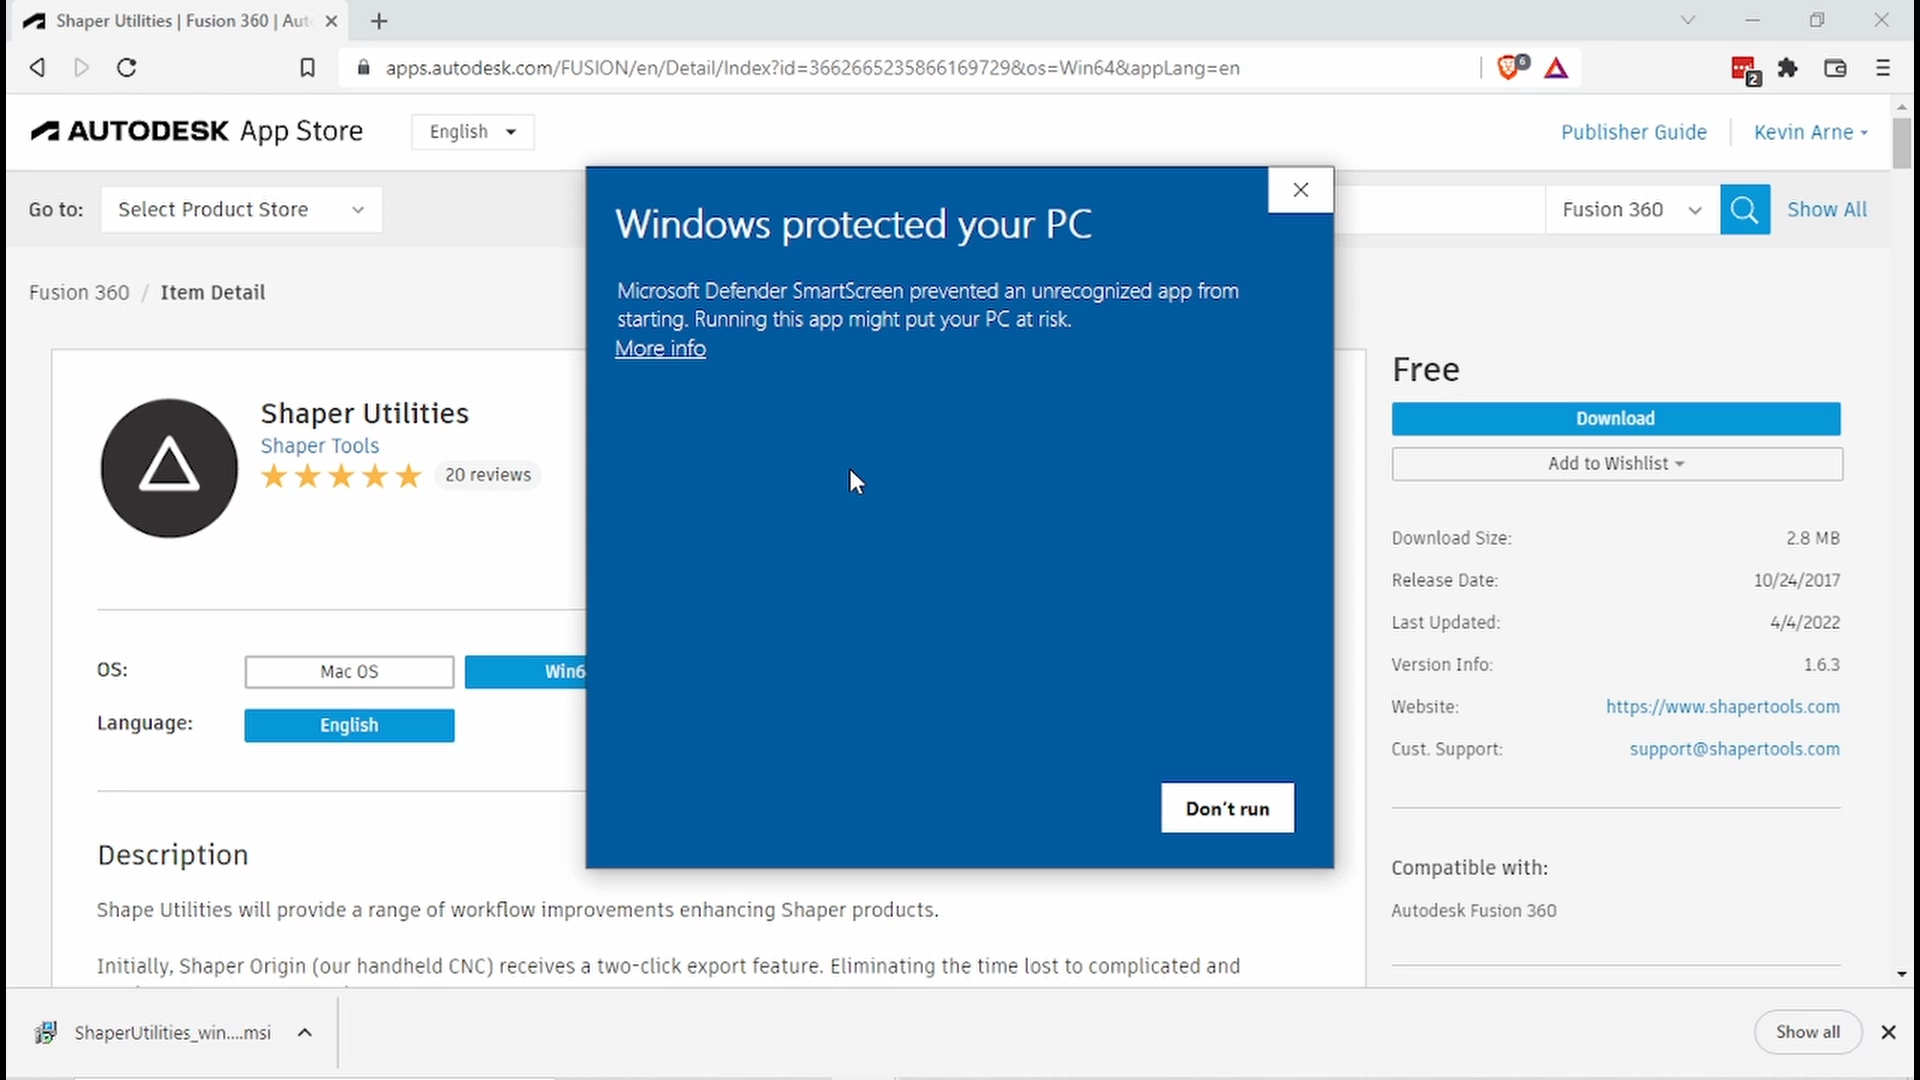 Shaper Utilities | Fusion 360 | Aut
apps.autodesk.com/FUSION/en/Detail/Index?id=3662665235866169729&os=Win64&appLang=en
6
2
AUTODESK App Store
English
Publisher Guide
Kevin Arne
Go to:
Select Product Store
Fusion 360
Show All
Fusion 360 / Item Detail
Windows protected your PC
Microsoft Defender SmartScreen prevented an unrecognized app from
starting. Running this app might put your PC at risk.
More info
Don't run
Shaper Utilities
Shaper Tools
20 reviews
OS:
Mac OS
Win6
Language:
English
Description
Shape Utilities will provide a range of workflow improvements enhancing Shaper products.
Initially, Shaper Origin (our handheld CNC) receives a two-click export feature. Eliminating the time lost to complicated and
Free
Download
Add to Wishlist
Download Size: 2.8 MB
Release Date: 10/24/2017
Last Updated: 4/4/2022
Version Info: 1.6.3
Website: https://www.shapertools.com
Cust. Support: support@shapertools.com
Compatible with:
Autodesk Fusion 360
ShaperUtilities_win....msi
Show all